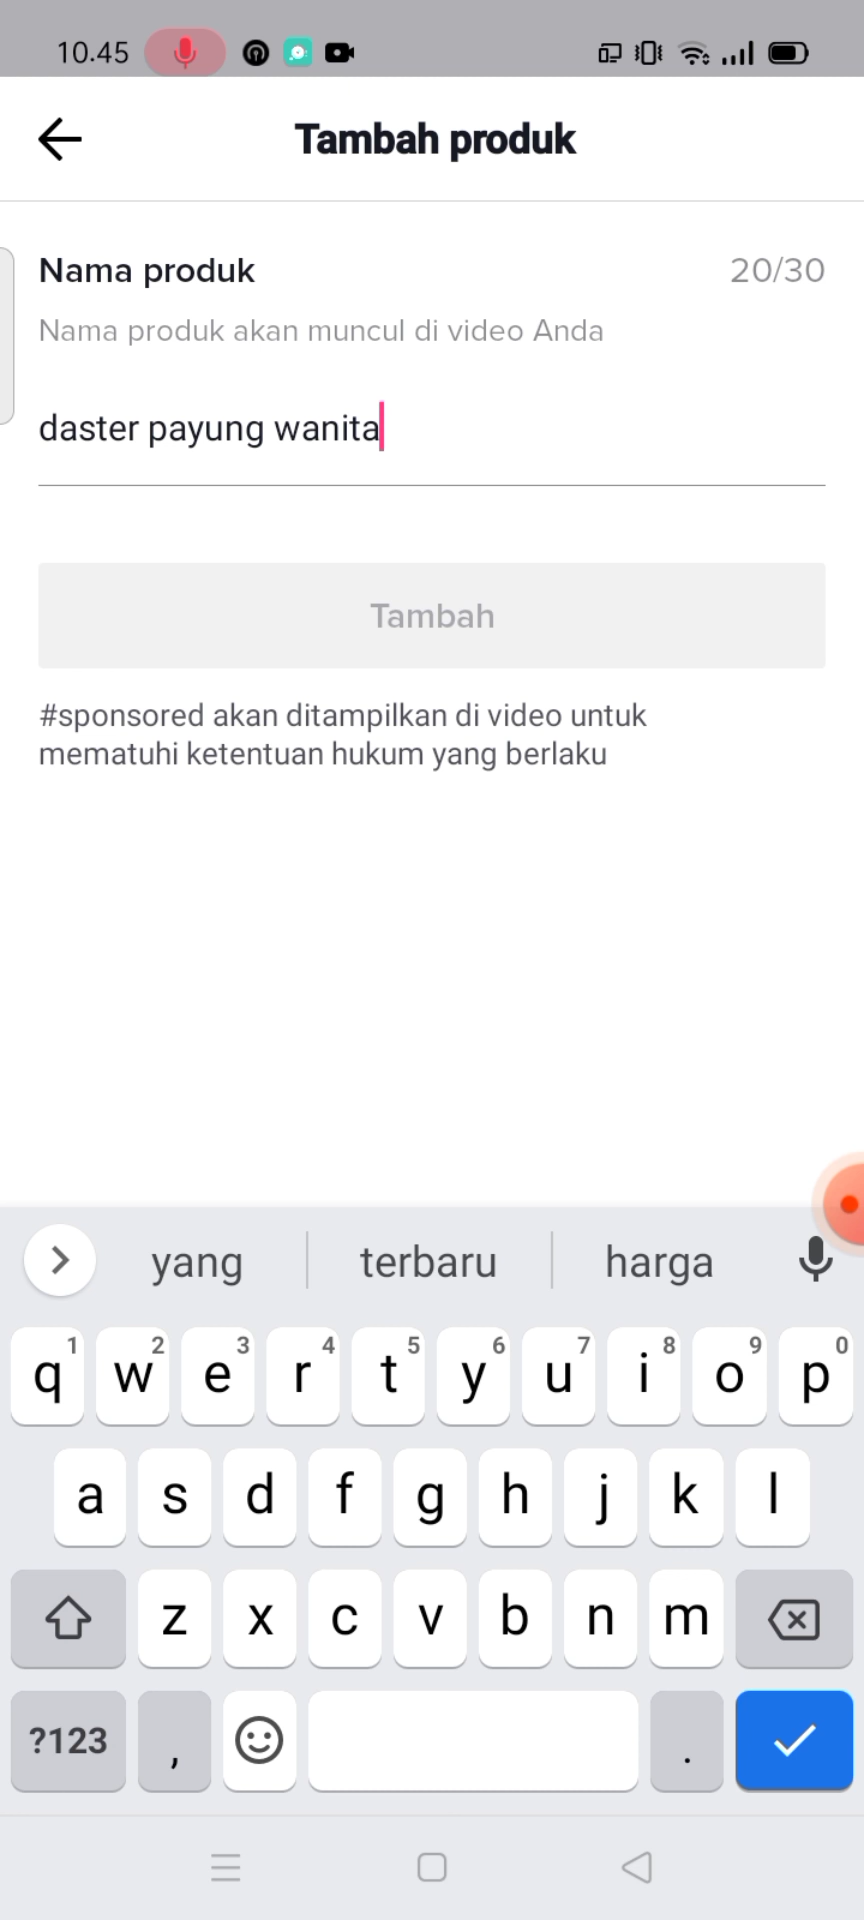 10.45
Tambah produk
Nama produk 20/30
Nama produk akan muncul di video Anda
daster payung wanita
Tambah
#sponsored akan ditampilkan di video untuk
mematuhi ketentuan hukum yang berlaku
yang terbaru harga
1 2 3 4 5 6 7 8 9 0
q w e r t y u i o p
a s d f g h j k l
z x c v b n m
?123 , .